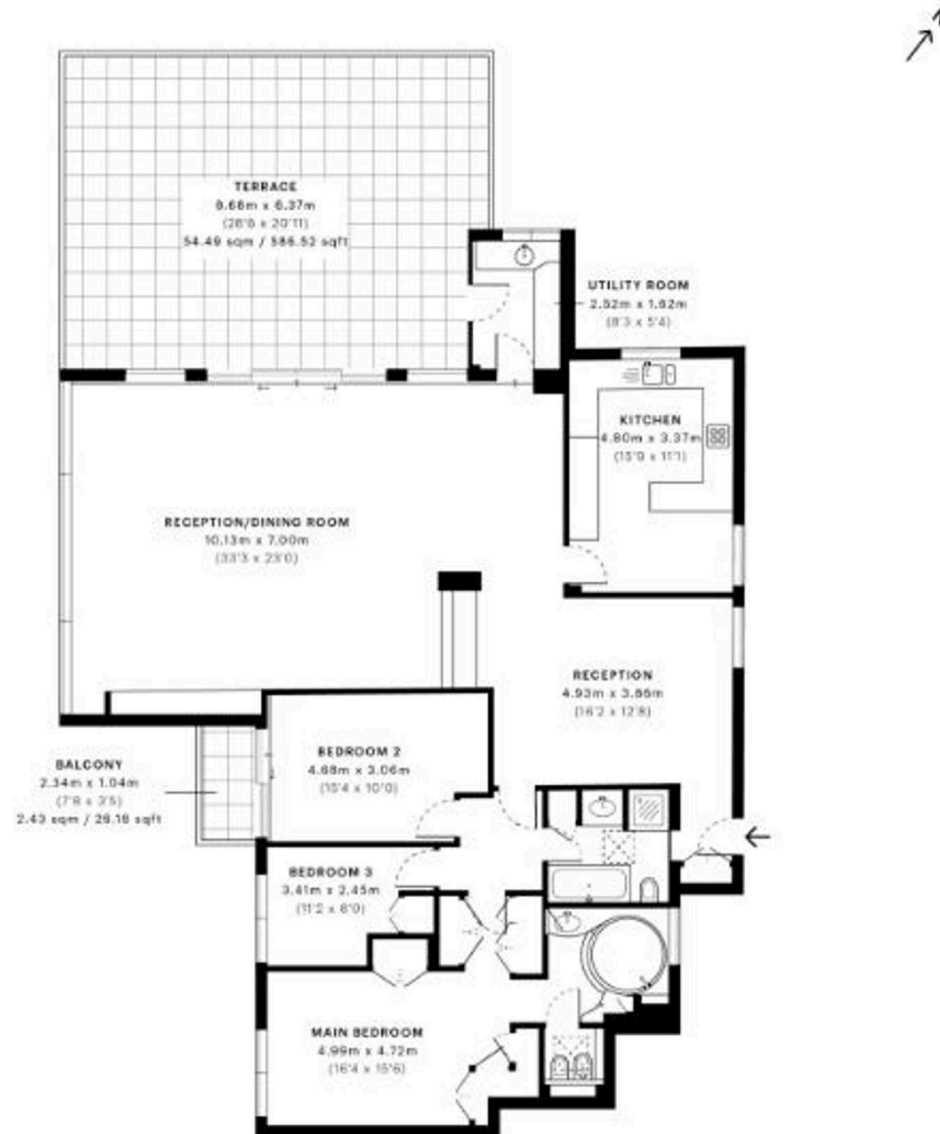 TERRACE
8.68m x 6.37m
(28'6 x 20'11)
54.49 sqm / 586.52 sqft
UTILITY ROOM
2.52m x 1.62m
(8'3 x 5'4)
KITCHEN
4.80m x 3.37m
(15'9 x 11'1)
RECEPTION/DINING ROOM
10.13m x 7.00m
(33'3 x 23'0)
RECEPTION
4.93m x 3.86m
(16'2 x 12'8)
BEDROOM 2
4.68m x 3.06m
(15'4 x 10'0)
BALCONY
2.34m x 1.04m
(7'8 x 3'5)
2.43 sqm / 26.16 sqft
BEDROOM 3
3.41m x 2.45m
(11'2 x 8'0)
MAIN BEDROOM
4.99m x 4.72m
(16'4 x 15'6)